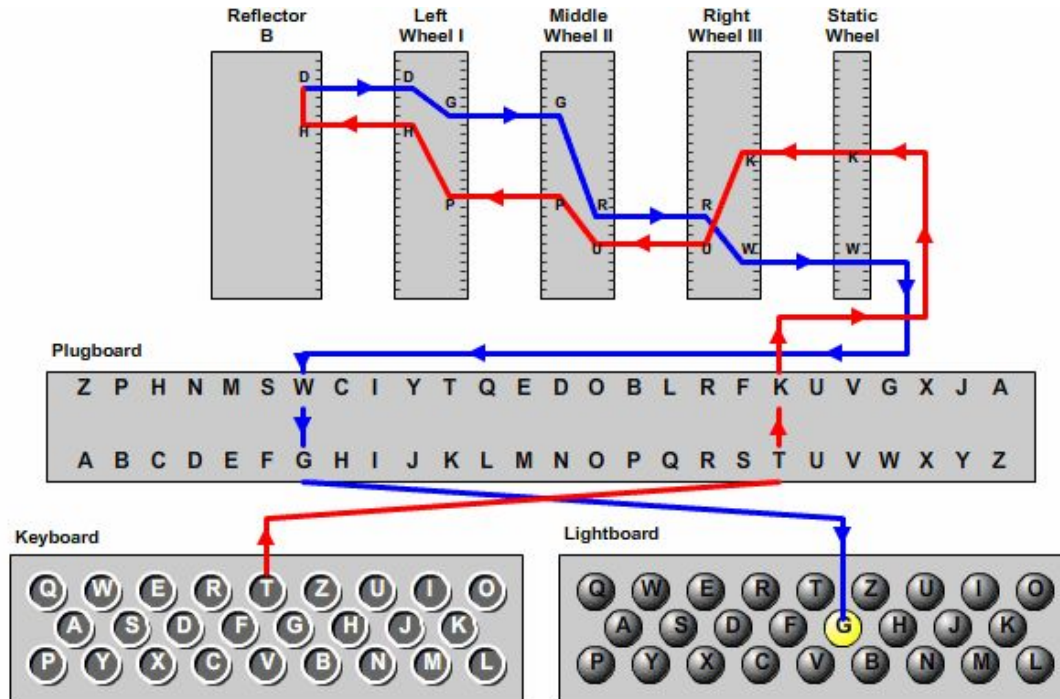 Reflector B
Left Wheel I
Middle Wheel II
Right Wheel III
Static Wheel
D D
G G
H H
K K
P P R R
U U W W
Plugboard
Z P H N M S W C I Y T Q E D O B L R F K U V G X J A
A B C D E F G H I J K L M N O P Q R S T U V W X Y Z
Keyboard
Q W E R T Z U I O
A S D F G H J K
P Y X C V B N M L
Lightboard
Q W E R T Z U I O
A S D F G H J K
P Y X C V B N M L